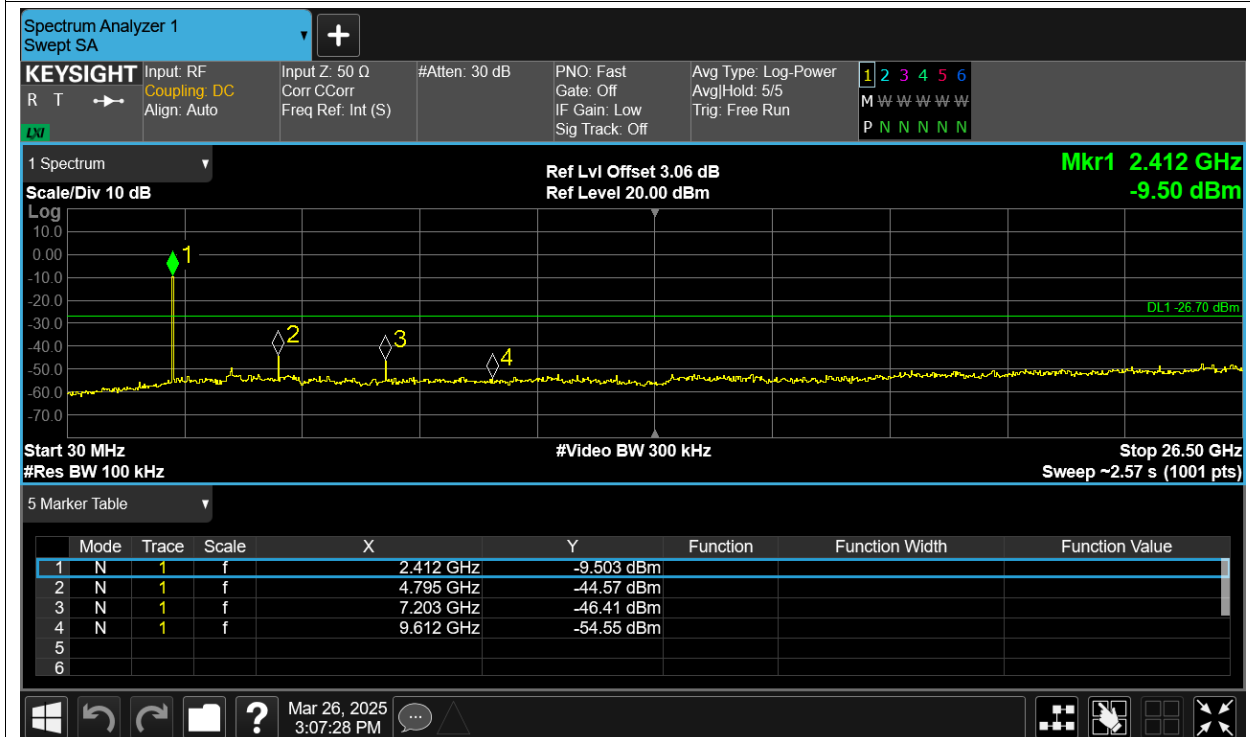 Spectrum Analyzer 1
Swept SA
+
KEYSIGHT
R T
LXI
Input: RF
Coupling: DC
Align: Auto
Input Z: 50 Ω
Corr CCorr
Freq Ref: Int (S)
#Atten: 30 dB
PNO: Fast
Gate: Off
IF Gain: Low
Sig Track: Off
Avg Type: Log-Power
Avg|Hold: 5/5
Trig: Free Run
1 2 3 4 5 6
M W W W W W
P N N N N N
1 Spectrum
Scale/Div 10 dB
Ref Lvl Offset 3.06 dB
Ref Level 20.00 dBm
Mkr1 2.412 GHz
-9.50 dBm
Log
10.0
0.00
-10.0
-20.0
-30.0
-40.0
-50.0
-60.0
-70.0
1
2
3
4
DL1 -26.70 dBm
Start 30 MHz
#Res BW 100 kHz
#Video BW 300 kHz
Stop 26.50 GHz
Sweep ~2.57 s (1001 pts)
5 Marker Table
Mode Trace Scale X Y Function Function Width Function Value
1 N 1 f 2.412 GHz -9.503 dBm
2 N 1 f 4.795 GHz -44.57 dBm
3 N 1 f 7.203 GHz -46.41 dBm
4 N 1 f 9.612 GHz -54.55 dBm
5
6
?
Mar 26, 2025
3:07:28 PM